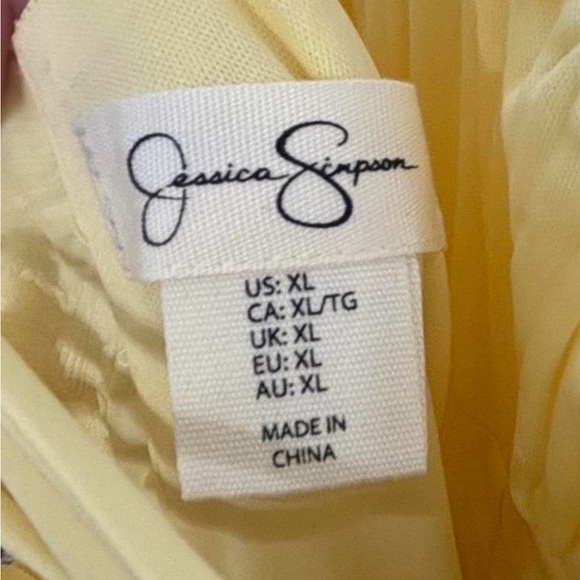 Jessica Simpson
US: XL
CA: XL/TG
UK: XL
EU: XL
AU: XL
MADE IN
CHINA